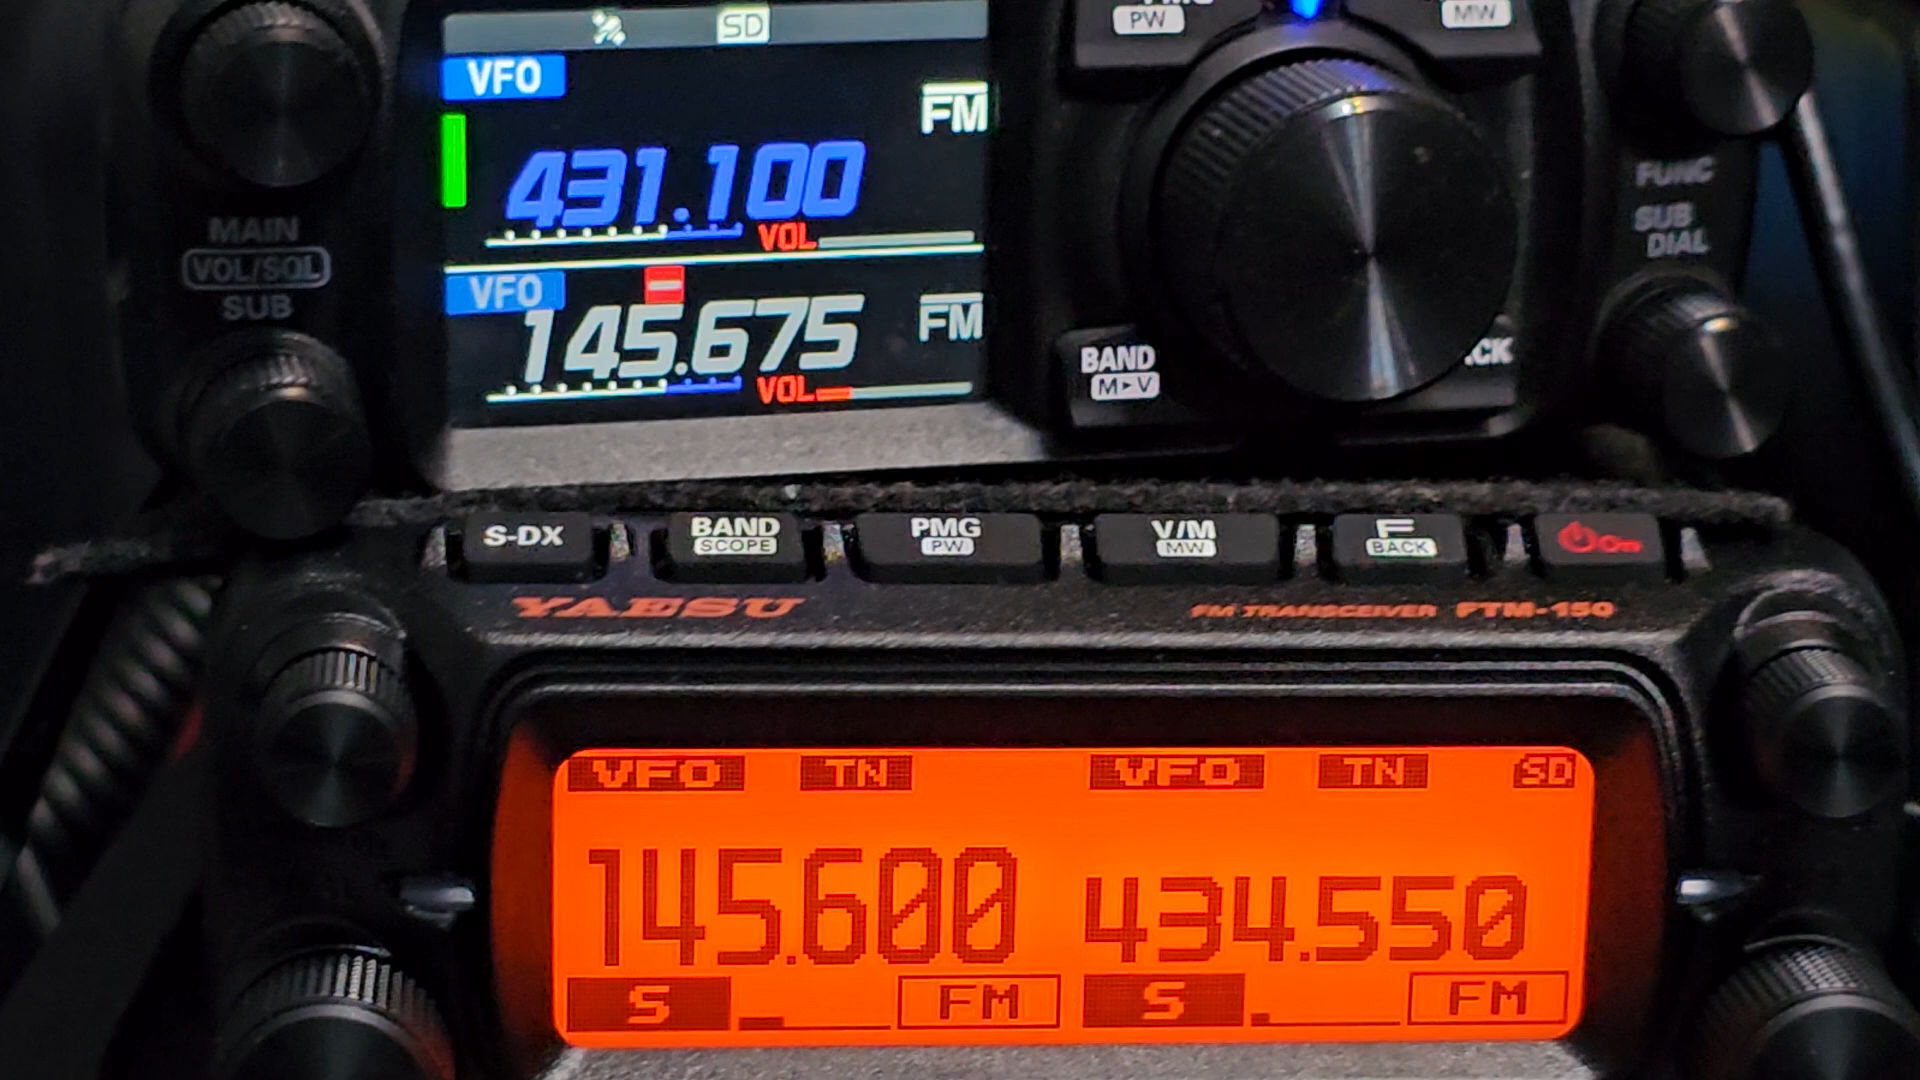 PW
MW
SD
VFO
FM
431.100
VOL
VFO
FM
145.675
VOL
MAIN
VOL/SQL
SUB
BAND
M►V
FUNC
SUB
DIAL
S-DX
BAND
SCOPE
PMG
PW
V/M
MW
F
BACK
On
YAESU
FM TRANSCEIVER FTM-150
VFO TN VFO TN SD
145.600 434.550
S FM S FM